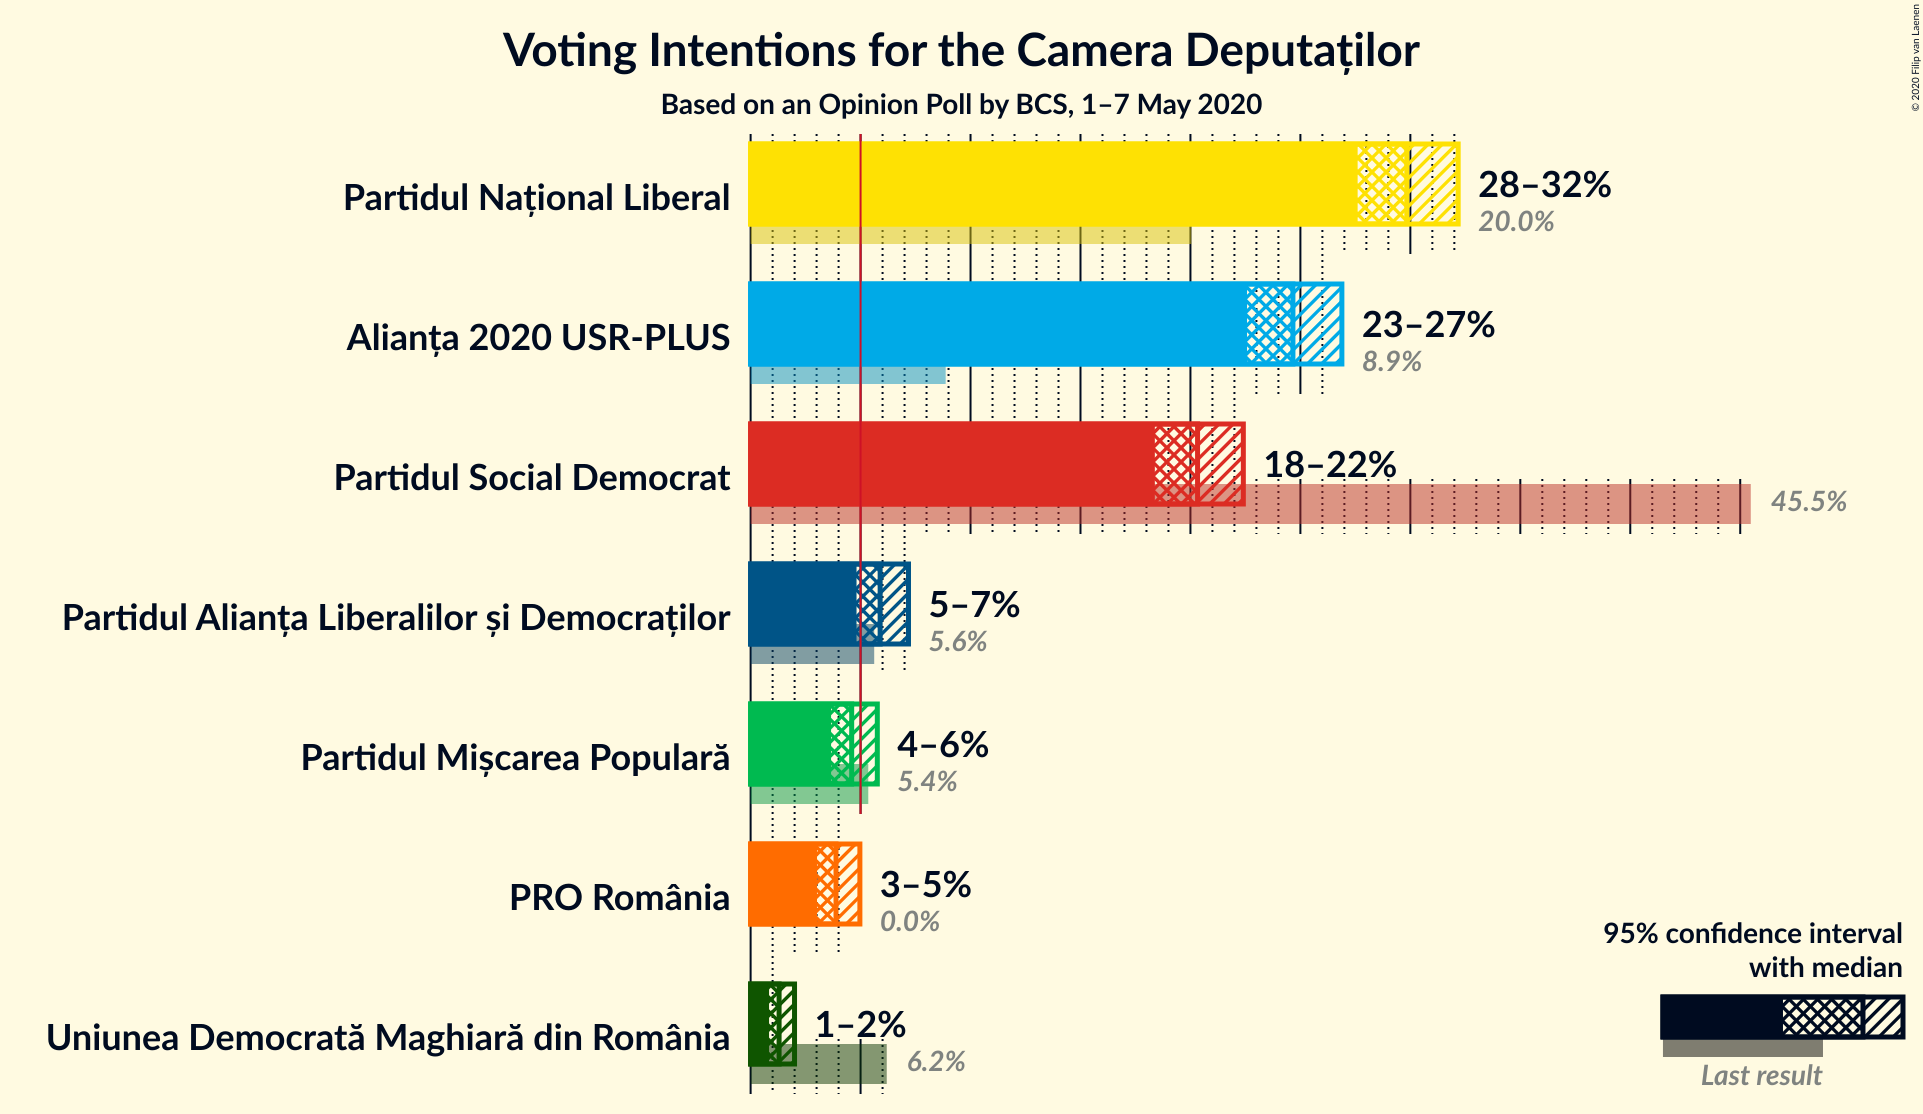 Voting Intentions for the Camera Deputaților
Based on an Opinion Poll by BCS, 1–7 May 2020
© 2020 Filip van Laenen
Partidul Național Liberal
28–32%
20.0%
Alianța 2020 USR-PLUS
23–27%
8.9%
Partidul Social Democrat
18–22%
45.5%
Partidul Alianța Liberalilor și Democraților
5–7%
5.6%
Partidul Mișcarea Populară
4–6%
5.4%
PRO România
3–5%
0.0%
Uniunea Democrată Maghiară din România
1–2%
6.2%
95% confidence interval
with median
Last result